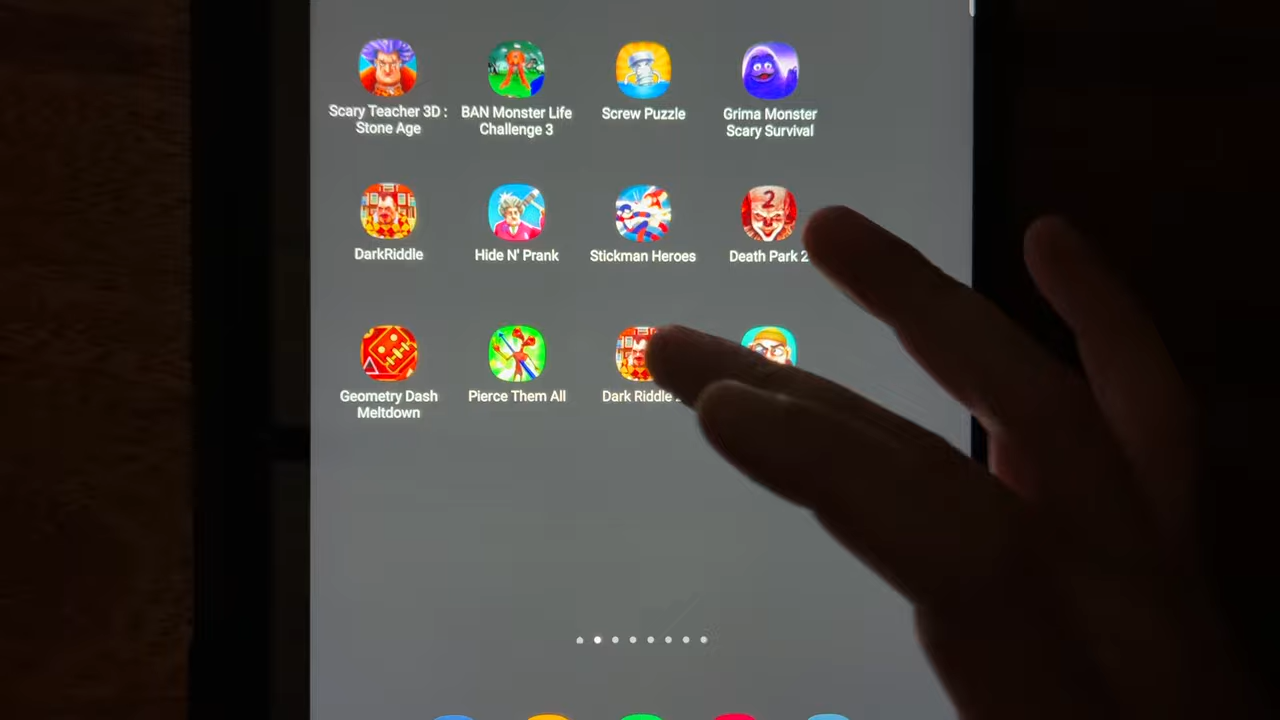 Scary Teacher 3D :
Stone Age
BAN Monster Life
Challenge 3
Screw Puzzle
Grima Monster
Scary Survival
DarkRiddle
Hide N' Prank
Stickman Heroes
2
Death Park 2
Geometry Dash
Meltdown
Pierce Them All
Dark Riddle